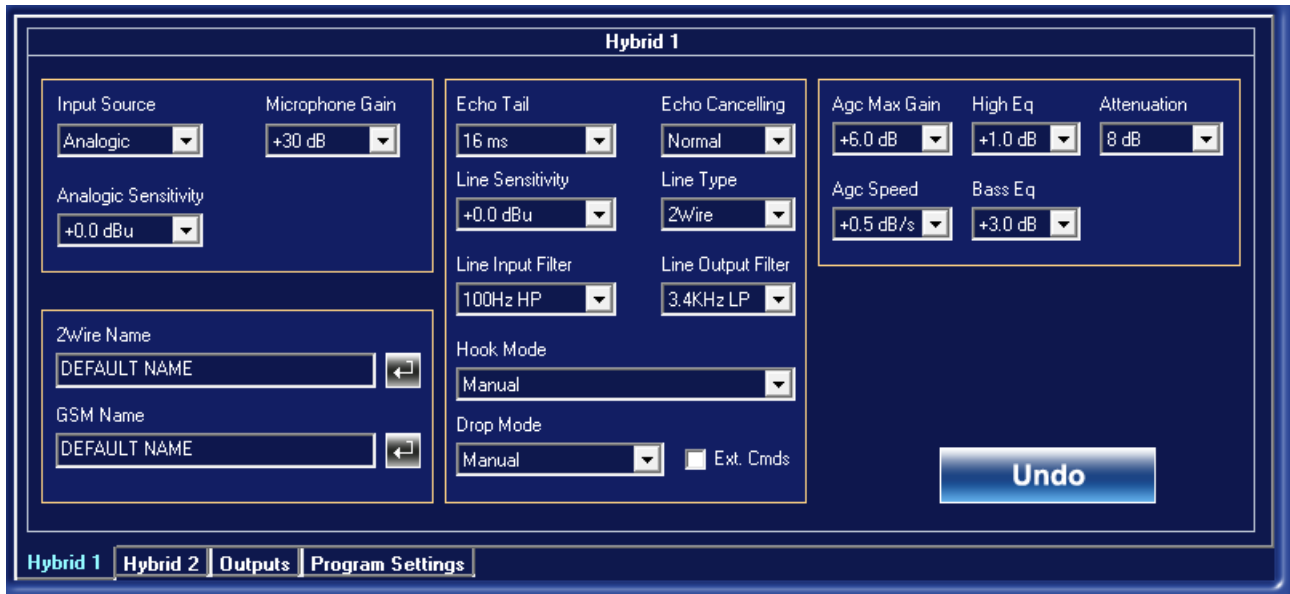 Hybrid 1
Input Source Microphone Gain
Analogic +30 dB
Analogic Sensitivity
+0.0 dBu
2Wire Name
DEFAULT NAME
GSM Name
DEFAULT NAME
Echo Tail Echo Cancelling
16 ms Normal
Line Sensitivity Line Type
+0.0 dBu 2Wire
Line Input Filter Line Output Filter
100Hz HP 3.4KHz LP
Hook Mode
Manual
Drop Mode
Manual Ext. Cmds
Agc Max Gain High Eq Attenuation
+6.0 dB +1.0 dB 8 dB
Agc Speed Bass Eq
+0.5 dB/s +3.0 dB
Undo
Hybrid 1 Hybrid 2 Outputs Program Settings